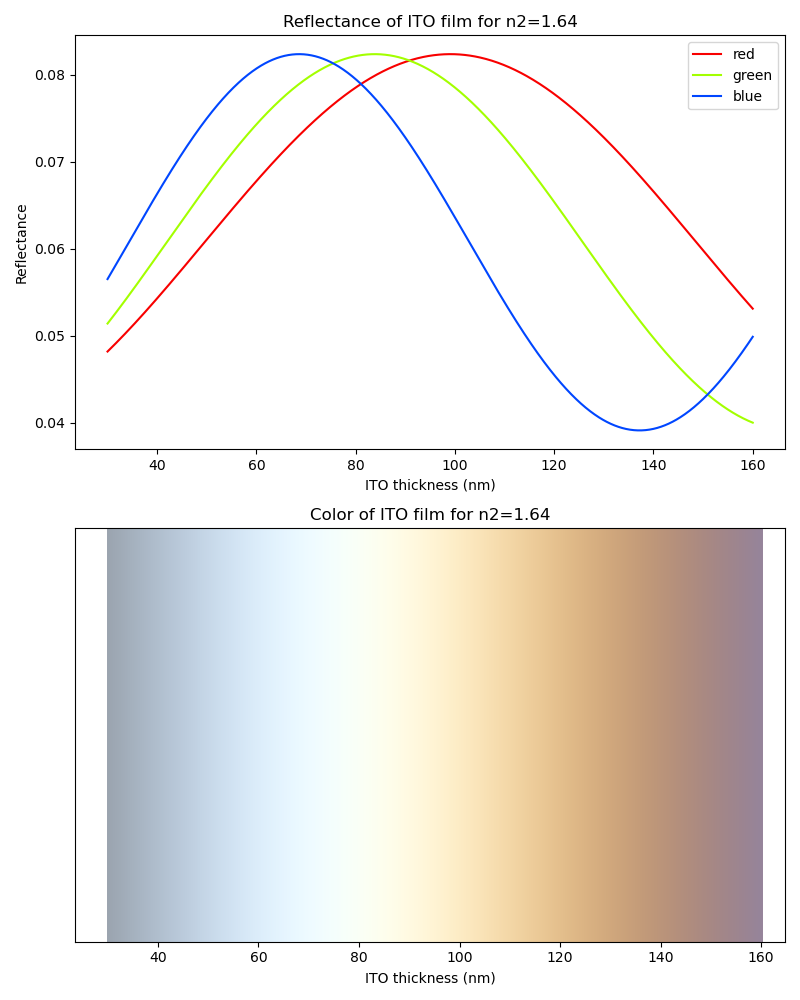 Reflectance of ITO film for n2=1.64
red
green
blue
0.08
0.07
0.06
0.05
0.04
Reflectance
40 60 80 100 120 140 160
ITO thickness (nm)
Color of ITO film for n2=1.64
40 60 80 100 120 140 160
ITO thickness (nm)